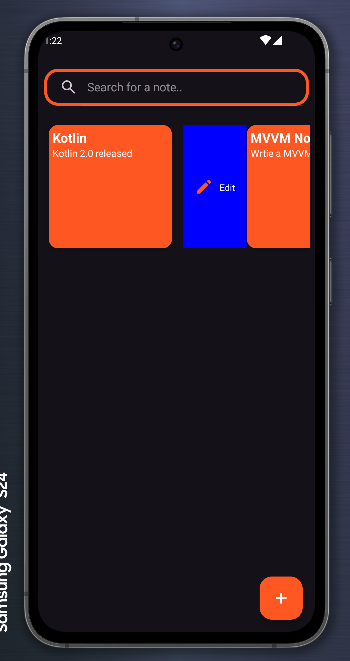 1:22
Search for a note..
Kotlin
Kotlin 2.0 released
Edit
MVVM No
Wrtie a MVVM
+
Samsung Galaxy S24